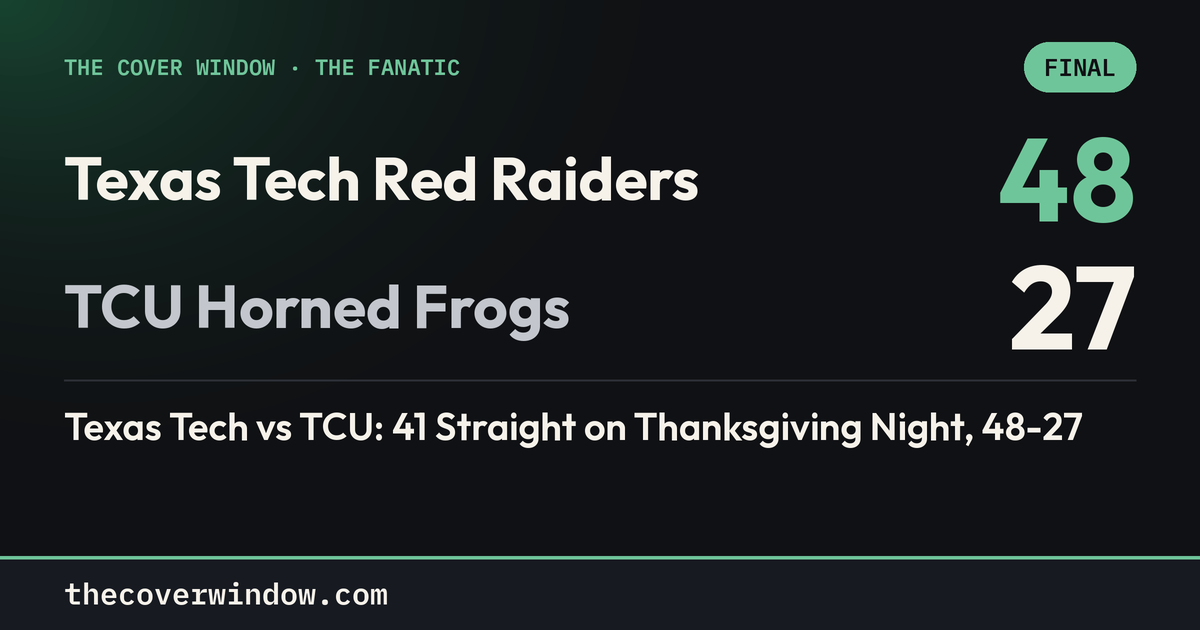 THE COVER WINDOW · THE FANATIC
FINAL
Texas Tech Red Raiders
48
TCU Horned Frogs
27
Texas Tech vs TCU: 41 Straight on Thanksgiving Night, 48-27
thecoverwindow.com